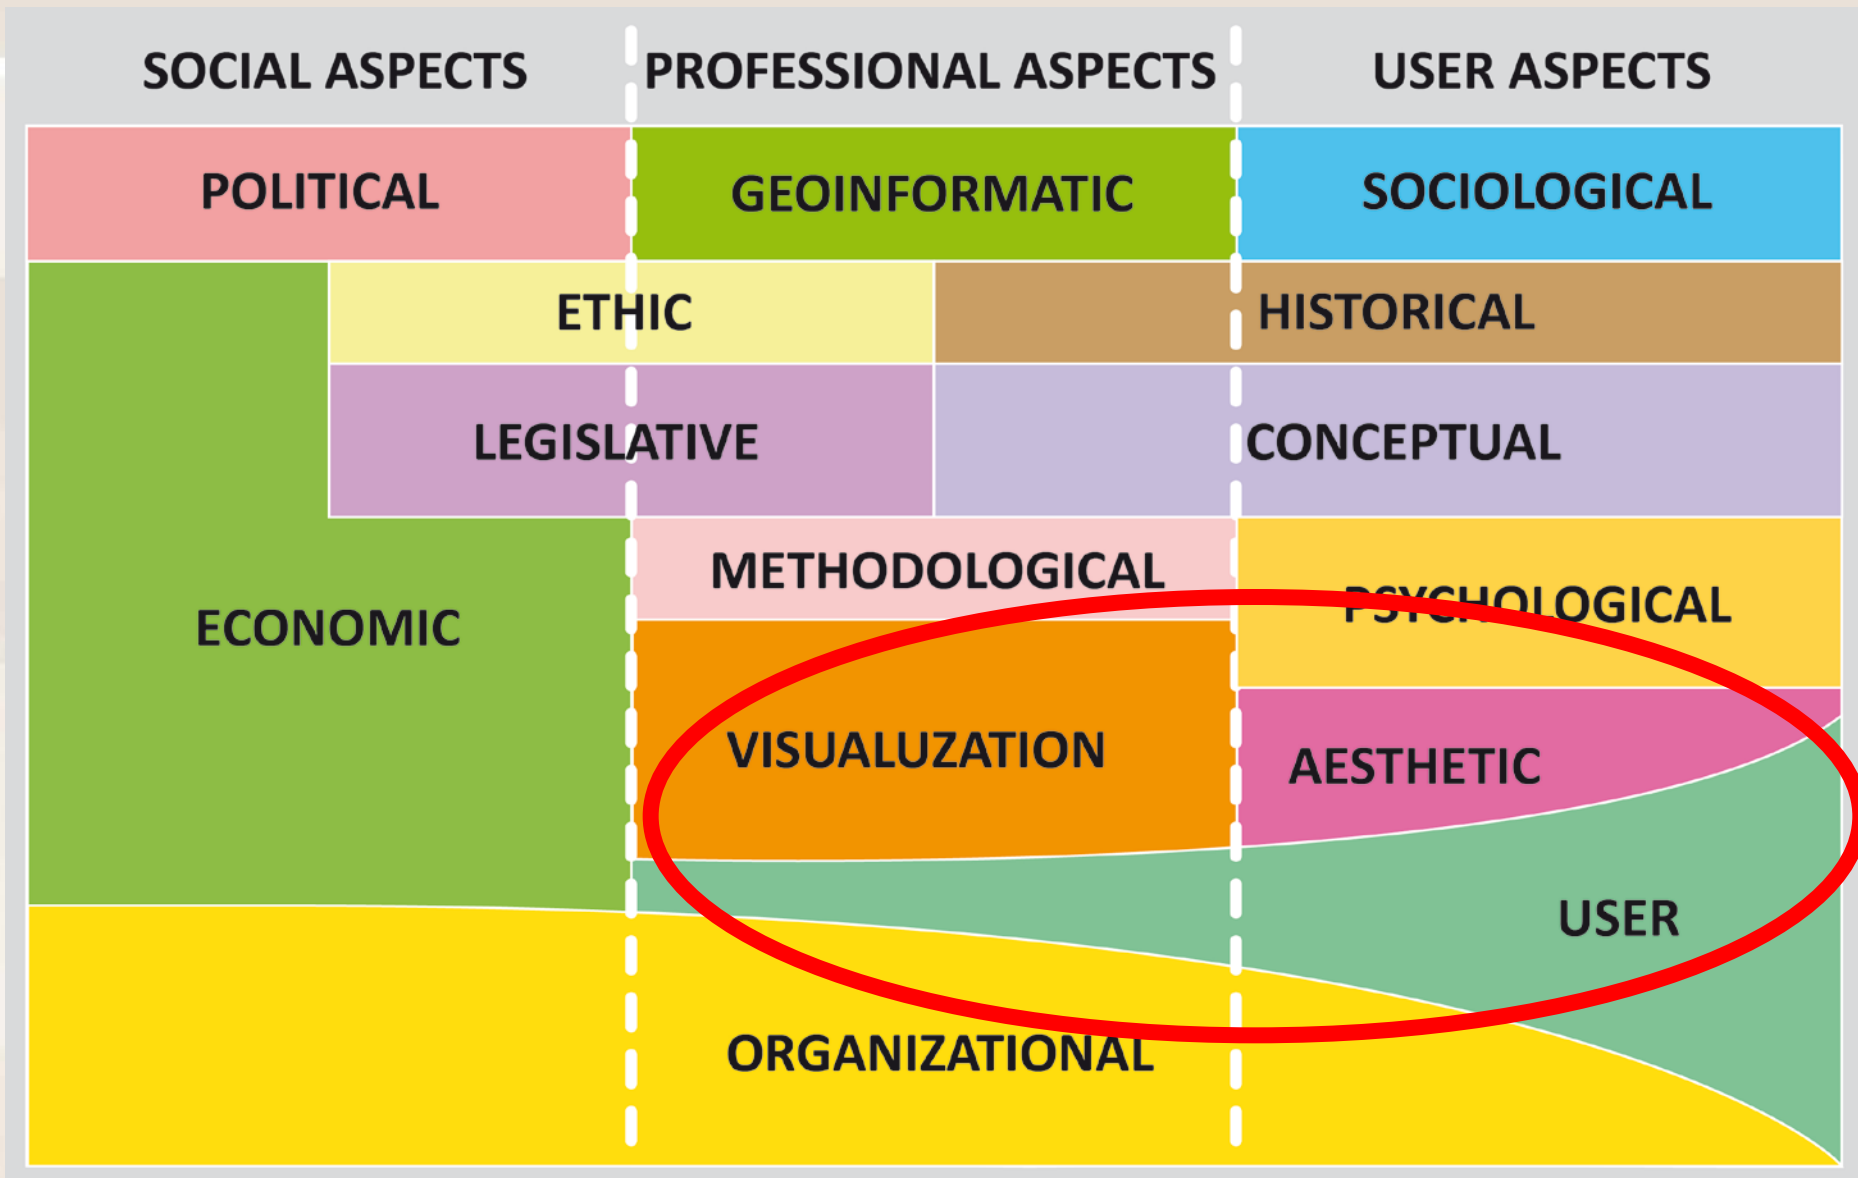 SOCIAL ASPECTS
PROFESSIONAL ASPECTS
USER ASPECTS
POLITICAL
GEOINFORMATIC
SOCIOLOGICAL
ETHIC
HISTORICAL
LEGISLATIVE
CONCEPTUAL
METHODOLOGICAL
PSYCHOLOGICAL
ECONOMIC
VISUALUZATION
AESTHETIC
USER
ORGANIZATIONAL